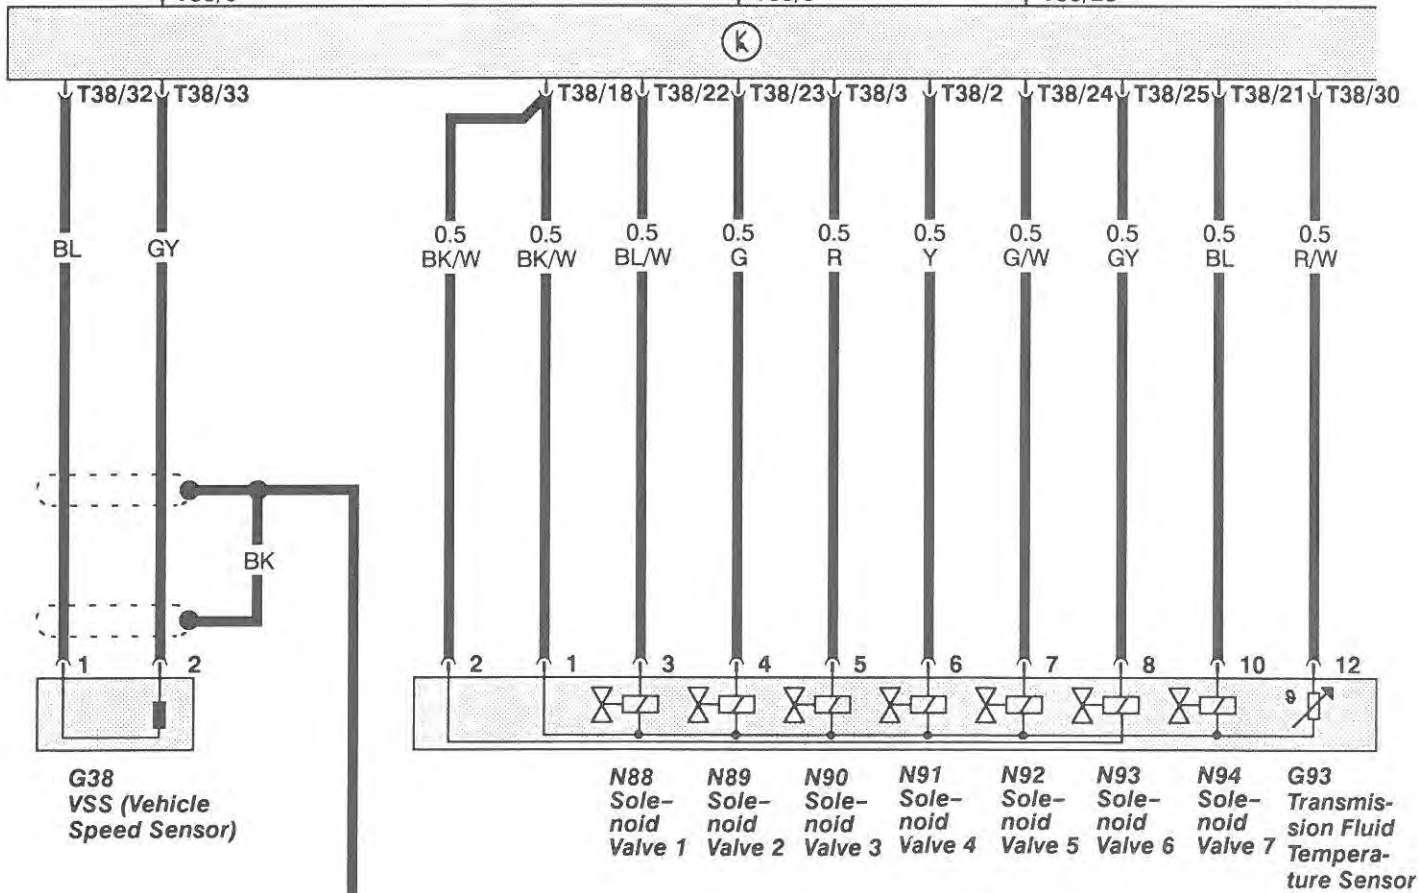 K
T38/32 T38/33 T38/18 T38/22 T38/23 T38/3 T38/2 T38/24 T38/25 T38/21 T38/30
0.5 0.5 0.5 0.5 0.5 0.5 0.5 0.5 0.5 0.5
BL GY BK/W BK/W BL/W G R Y G/W GY BL R/W
BK
1 2 2 1 3 4 5 6 7 8 10 12
G38
VSS (Vehicle
Speed Sensor)
N88
Sole-
noid
Valve 1
N89
Sole-
noid
Valve 2
N90
Sole-
noid
Valve 3
N91
Sole-
noid
Valve 4
N92
Sole-
noid
Valve 5
N93
Sole-
noid
Valve 6
N94
Sole-
noid
Valve 7
G93
Transmis-
sion Fluid
Tempera-
ture Sensor